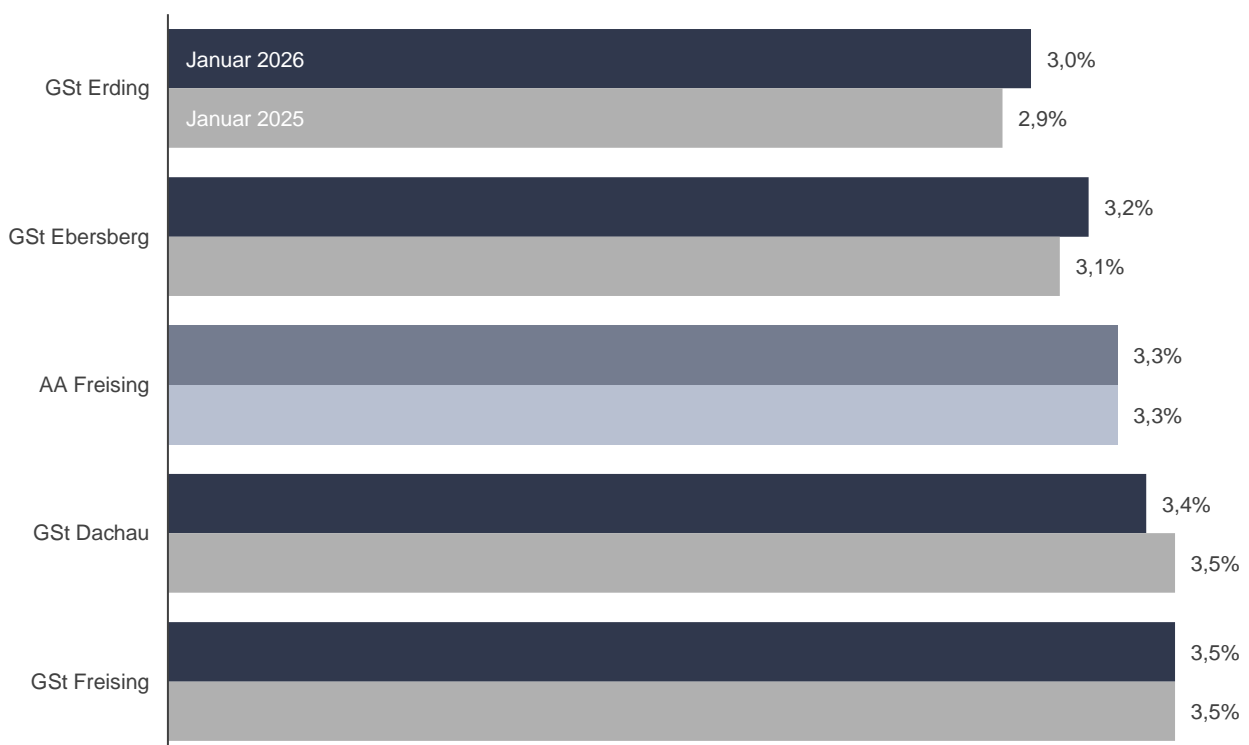 GSt Erding
Januar 2026
3,0%
Januar 2025
2,9%
GSt Ebersberg
3,2%
3,1%
AA Freising
3,3%
3,3%
GSt Dachau
3,4%
3,5%
GSt Freising
3,5%
3,5%